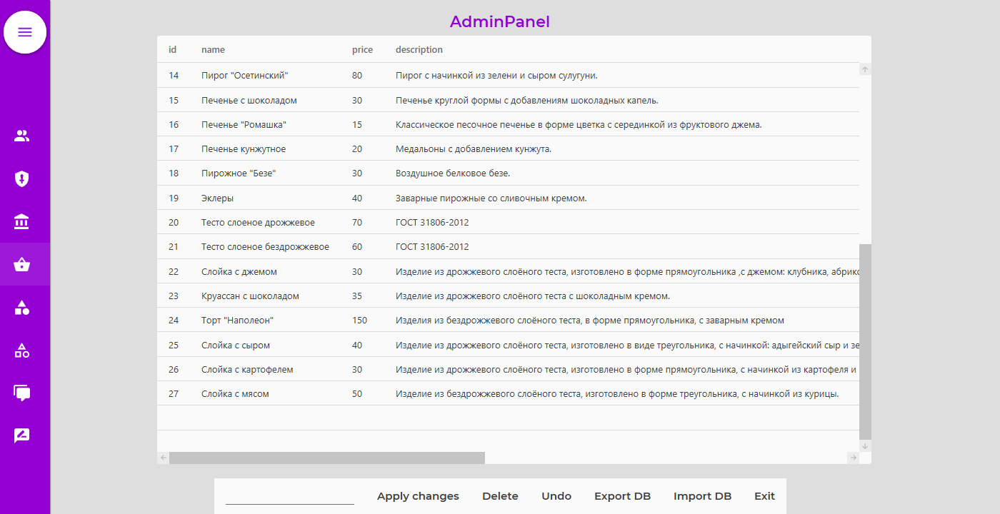 AdminPanel
id name price description
14 Пирог "Осетинский" 80 Пирог с начинкой из зелени и сыром сулугуни.
15 Печенье с шоколадом 30 Печенье круглой формы с добавлениям шоколадных капель.
16 Печенье "Ромашка" 15 Классическое песочное печенье в форме цветка с серединкой из фруктового джема.
17 Печенье кунжутное 20 Медальоны с добавлением кунжута.
18 Пирожное "Безе" 30 Воздушное белковое безе.
19 Эклеры 40 Заварные пирожные со сливочным кремом.
20 Тесто слоеное дрожжевое 70 ГОСТ 31806-2012
21 Тесто слоеное бездрожжевое 60 ГОСТ 31806-2012
22 Слойка с джемом 30 Изделие из дрожжевого слоёного теста, изготовлено в форме прямоугольника ,с джемом: клубника, абрико
23 Круассан с шоколадом 35 Изделие из дрожжевого слоёного теста с шоколадным кремом.
24 Торт "Наполеон" 150 Изделия из бездрожжевого слоёного теста, в форме прямоугольника, с заварным кремом
25 Слойка с сыром 40 Изделие из дрожжевого слоёного теста, изготовлено в виде треугольника, с начинкой: адыгейский сыр и зе
26 Слойка с картофелем 30 Изделие из дрожжевого слоёного теста, изготовлено в форме прямоугольника, с начинкой из картофеля и
27 Слойка с мясом 50 Изделие из бездрожжевого слоёного теста, изготовлено в форме треугольника, с начинкой из курицы.
Apply changes Delete Undo Export DB Import DB Exit